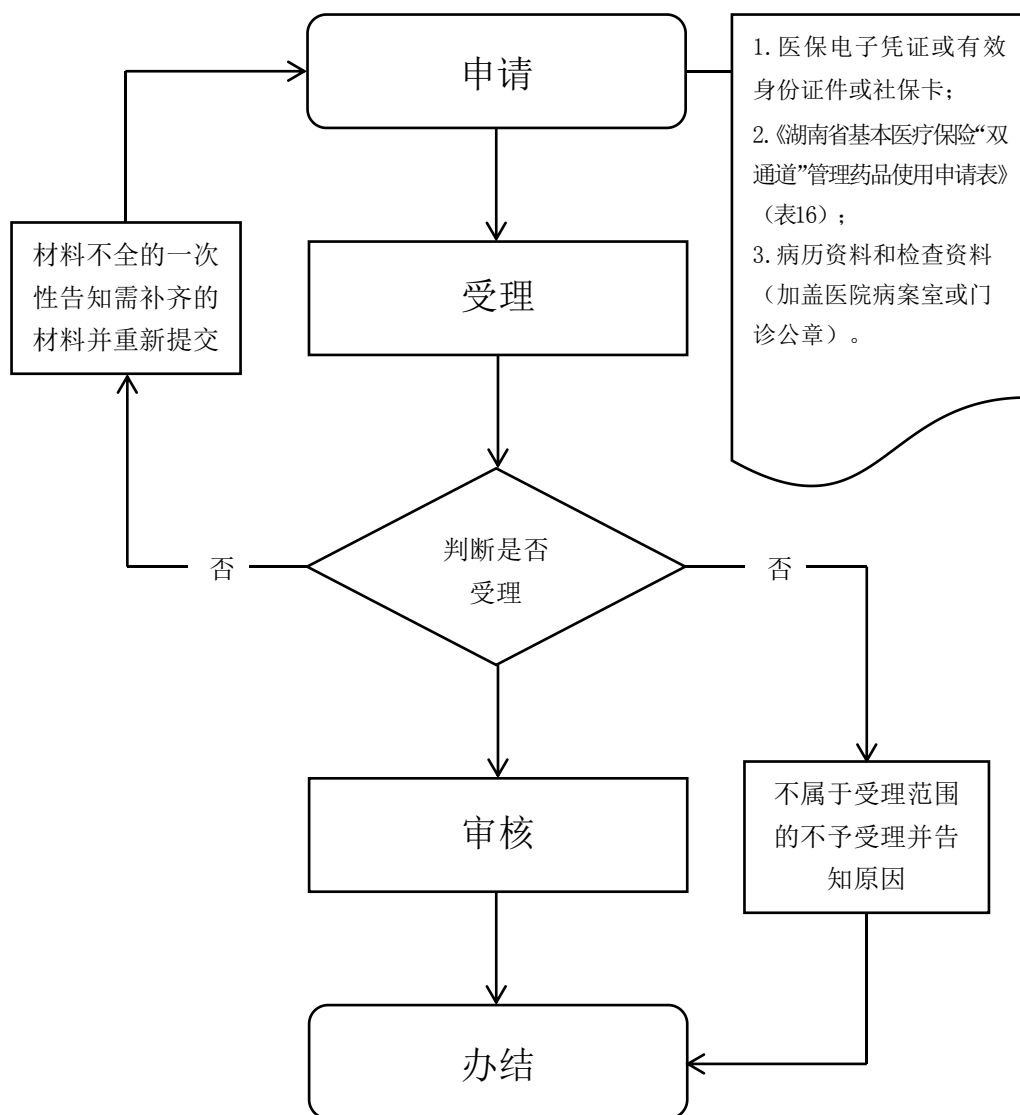 申请
1.医保电子凭证或有效
身份证件或社保卡；
2.《湖南省基本医疗保险“双
通道”管理药品使用申请表》
（表16）；
3.病历资料和检查资料
（加盖医院病案室或门
诊公章）。
材料不全的一次
性告知需补齐的
材料并重新提交
受理
判断是否
受理
否
否
审核
不属于受理范围
的不予受理并告
知原因
办结